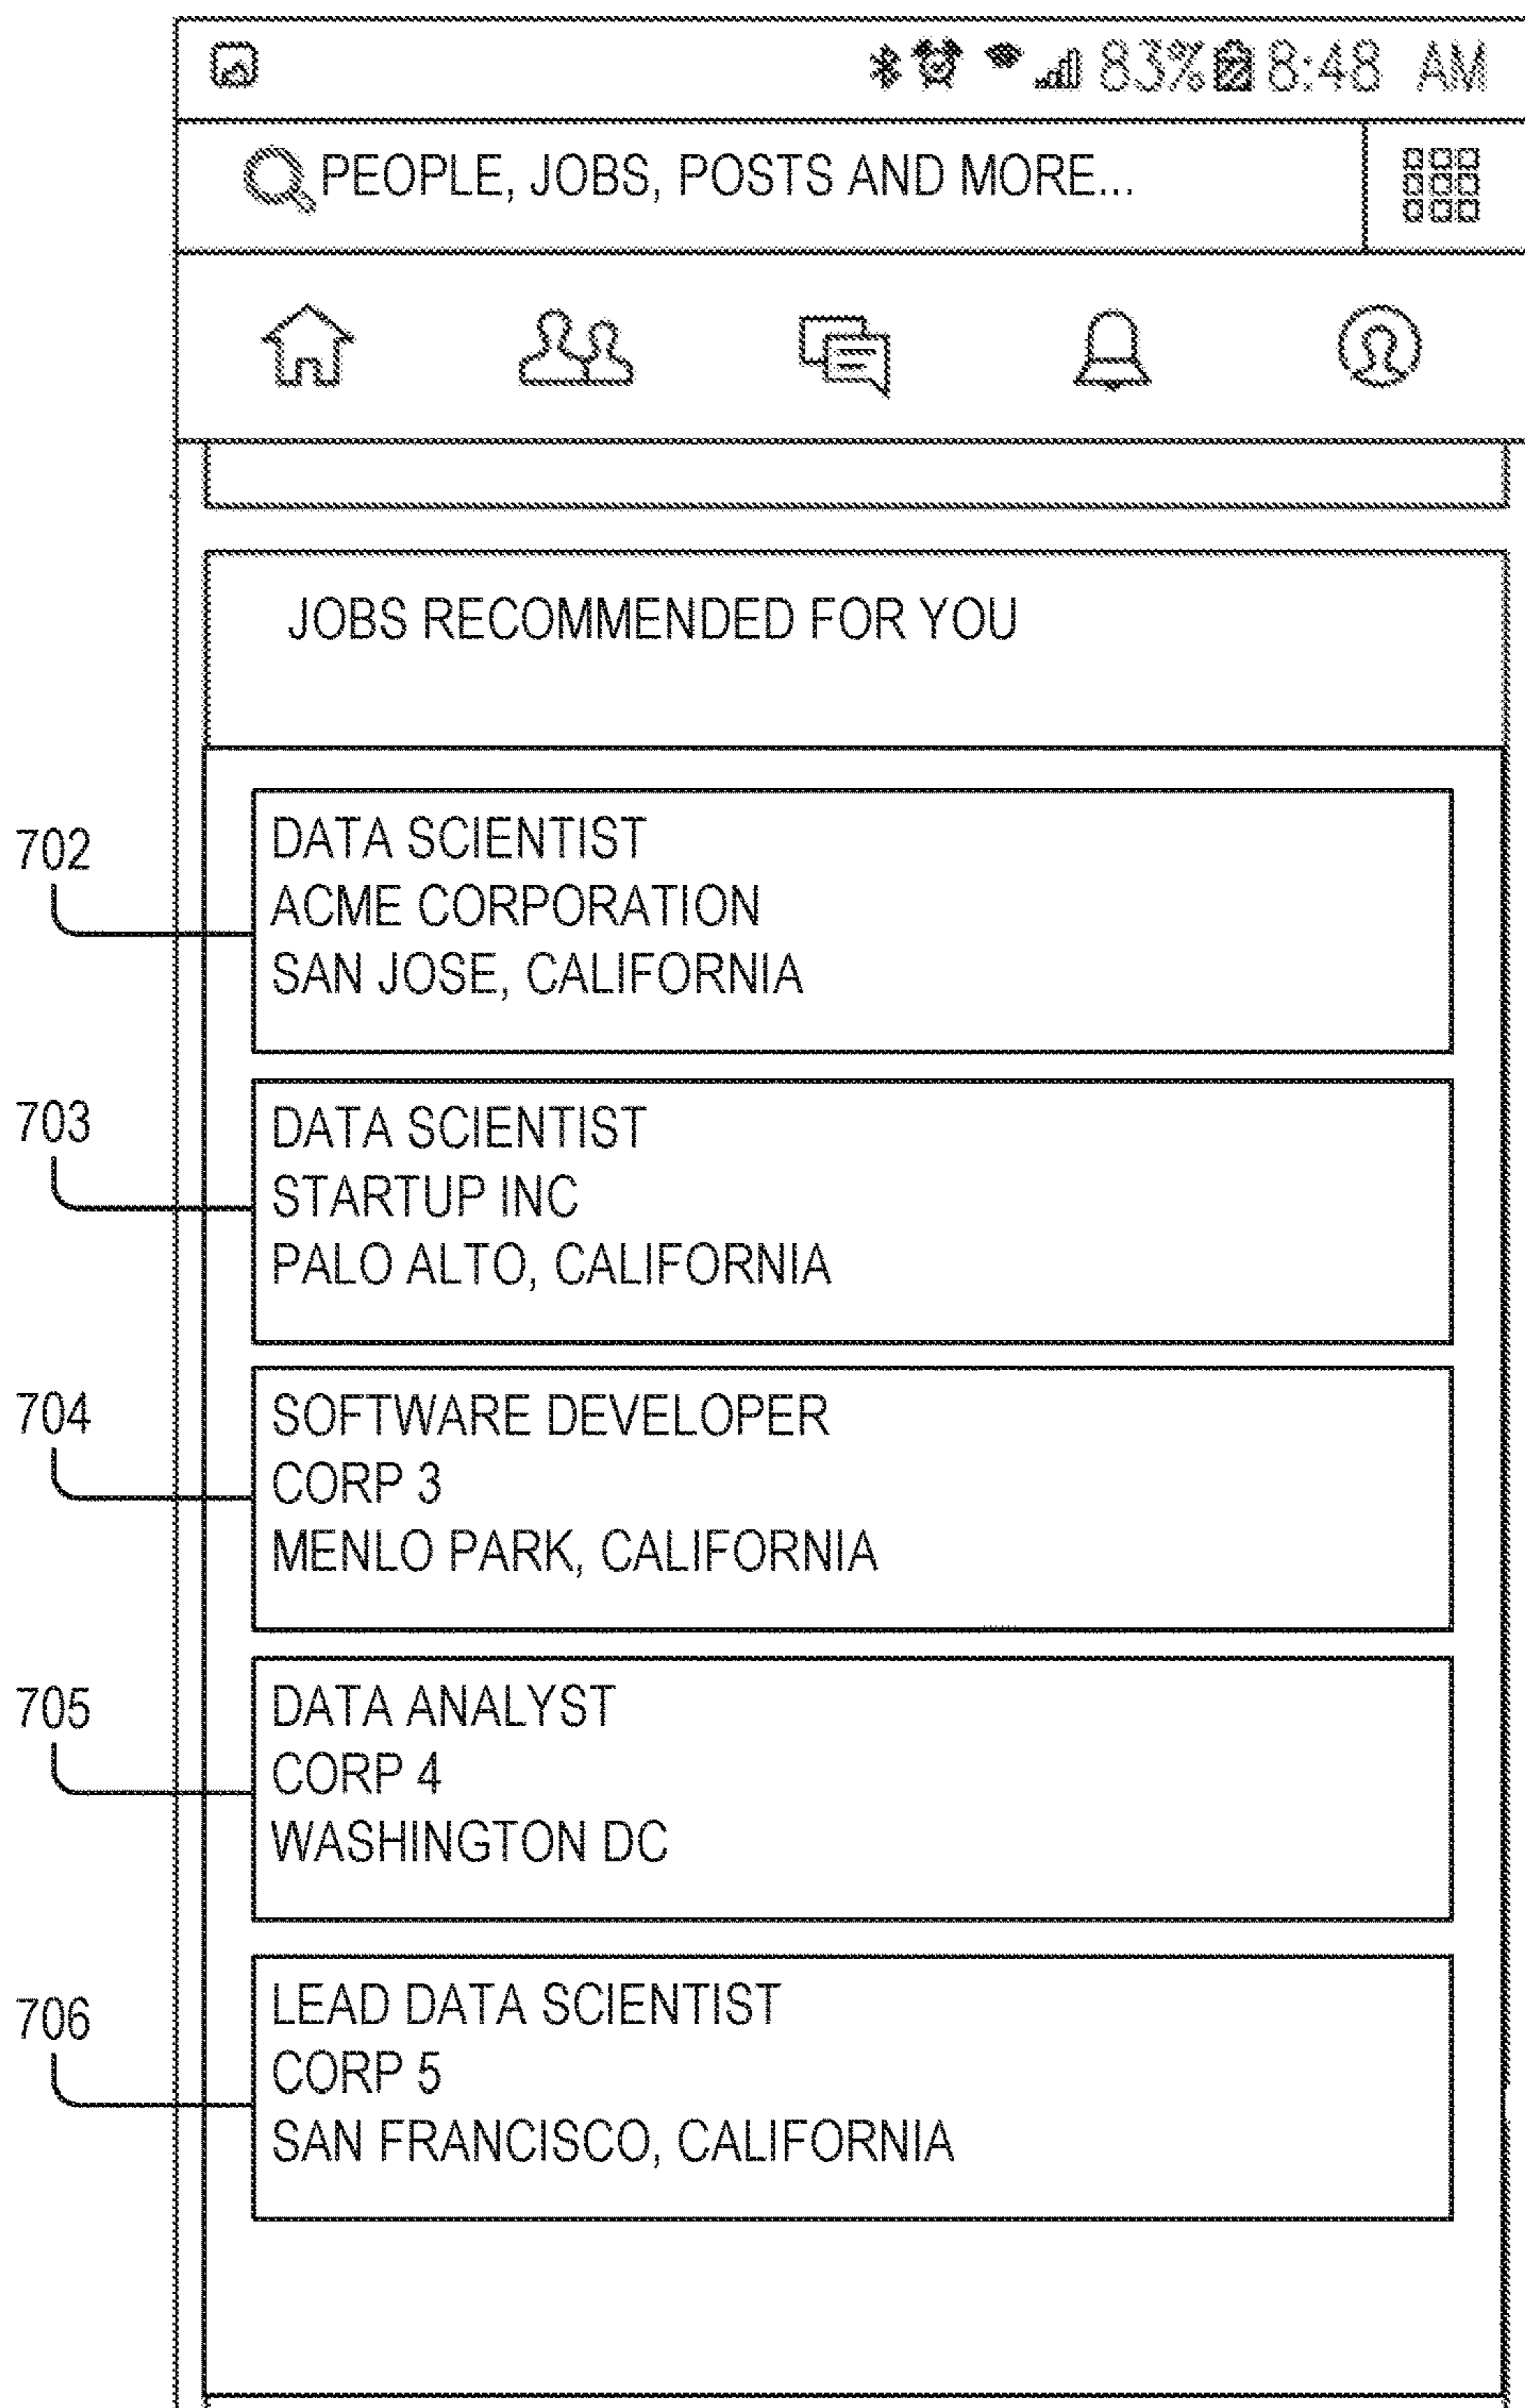 83% 8:48 AM
PEOPLE, JOBS, POSTS AND MORE...
JOBS RECOMMENDED FOR YOU
702
DATA SCIENTIST
ACME CORPORATION
SAN JOSE, CALIFORNIA
703
DATA SCIENTIST
STARTUP INC
PALO ALTO, CALIFORNIA
704
SOFTWARE DEVELOPER
CORP 3
MENLO PARK, CALIFORNIA
705
DATA ANALYST
CORP 4
WASHINGTON DC
706
LEAD DATA SCIENTIST
CORP 5
SAN FRANCISCO, CALIFORNIA